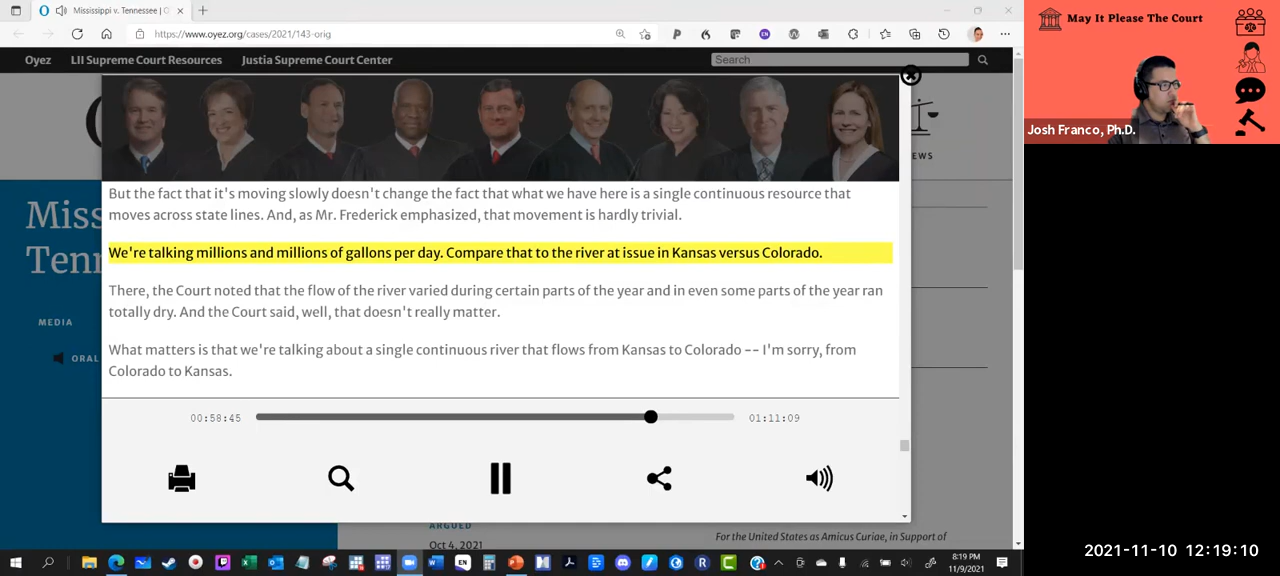 Mississippi v. Tennessee | O
https://www.oyez.org/cases/2021/143-orig
Oyez LII Supreme Court Resources Justia Supreme Court Center Search
May It Please The Court
Josh Franco, Ph.D.
EWS
Miss
Tenn
MEDIA
ORAL
But the fact that it's moving slowly doesn't change the fact that what we have here is a single continuous resource that
moves across state lines. And, as Mr. Frederick emphasized, that movement is hardly trivial.
We're talking millions and millions of gallons per day. Compare that to the river at issue in Kansas versus Colorado.
There, the Court noted that the flow of the river varied during certain parts of the year and in even some parts of the year ran
totally dry. And the Court said, well, that doesn't really matter.
What matters is that we're talking about a single continuous river that flows from Kansas to Colorado -- I'm sorry, from
Colorado to Kansas.
00:58:45 01:11:09
ARGUED
Oct 4, 2021
For the United States as Amicus Curiae, in Support of
8:19 PM
11/9/2021
2021-11-10 12:19:10